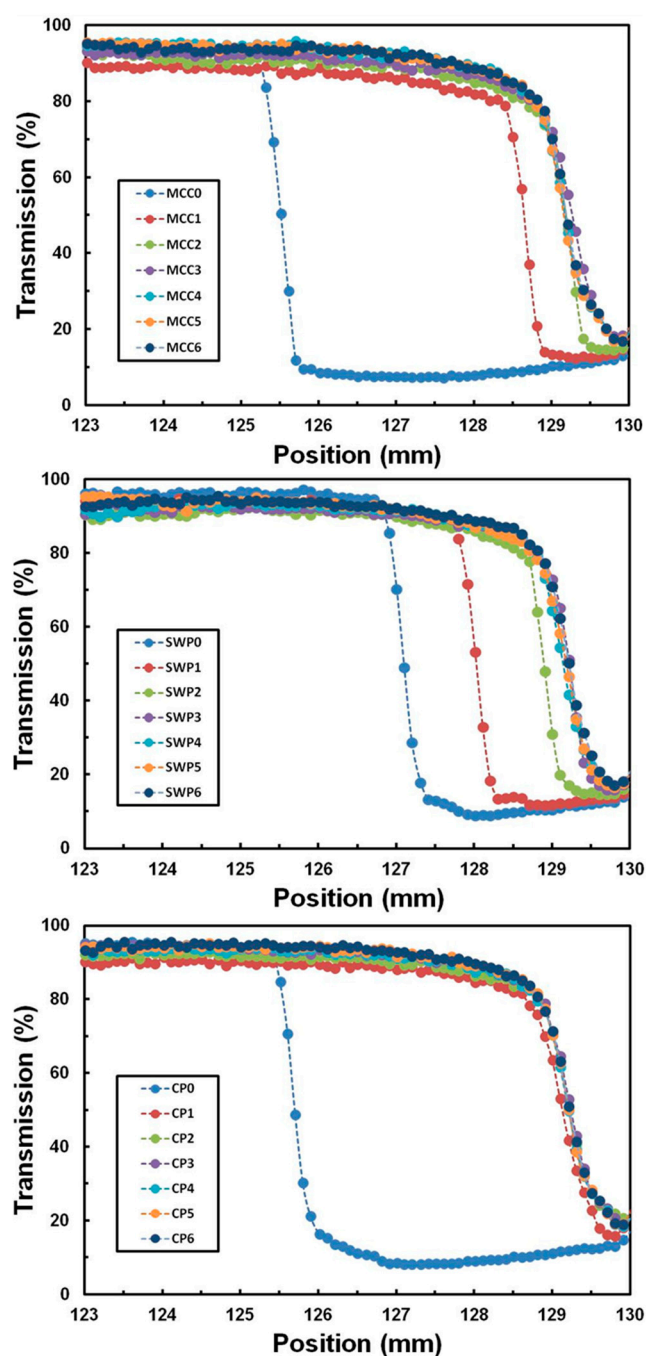 100
80
60
40
20
0
Transmission (%)
MCC0
MCC1
MCC2
MCC3
MCC4
MCC5
MCC6
123 124 125 126 127 128 129 130
Position (mm)
100
80
60
40
20
0
Transmission (%)
SWP0
SWP1
SWP2
SWP3
SWP4
SWP5
SWP6
123 124 125 126 127 128 129 130
Position (mm)
100
80
60
40
20
0
Transmission (%)
CP0
CP1
CP2
CP3
CP4
CP5
CP6
123 124 125 126 127 128 129 130
Position (mm)